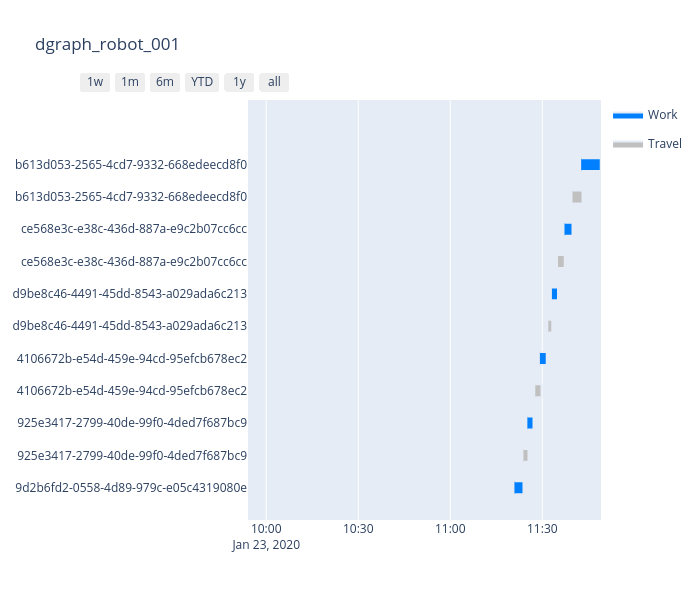 dgraph_robot_001
1w 1m 6m YTD 1y all
Work
Travel
b613d053-2565-4cd7-9332-668edeecd8f0
b613d053-2565-4cd7-9332-668edeecd8f0
ce568e3c-e38c-436d-887a-e9c2b07cc6cc
ce568e3c-e38c-436d-887a-e9c2b07cc6cc
d9be8c46-4491-45dd-8543-a029ada6c213
d9be8c46-4491-45dd-8543-a029ada6c213
4106672b-e54d-459e-94cd-95efcb678ec2
4106672b-e54d-459e-94cd-95efcb678ec2
925e3417-2799-40de-99f0-4ded7f687bc9
925e3417-2799-40de-99f0-4ded7f687bc9
9d2b6fd2-0558-4d89-979c-e05c4319080e
10:00 10:30 11:00 11:30
Jan 23, 2020